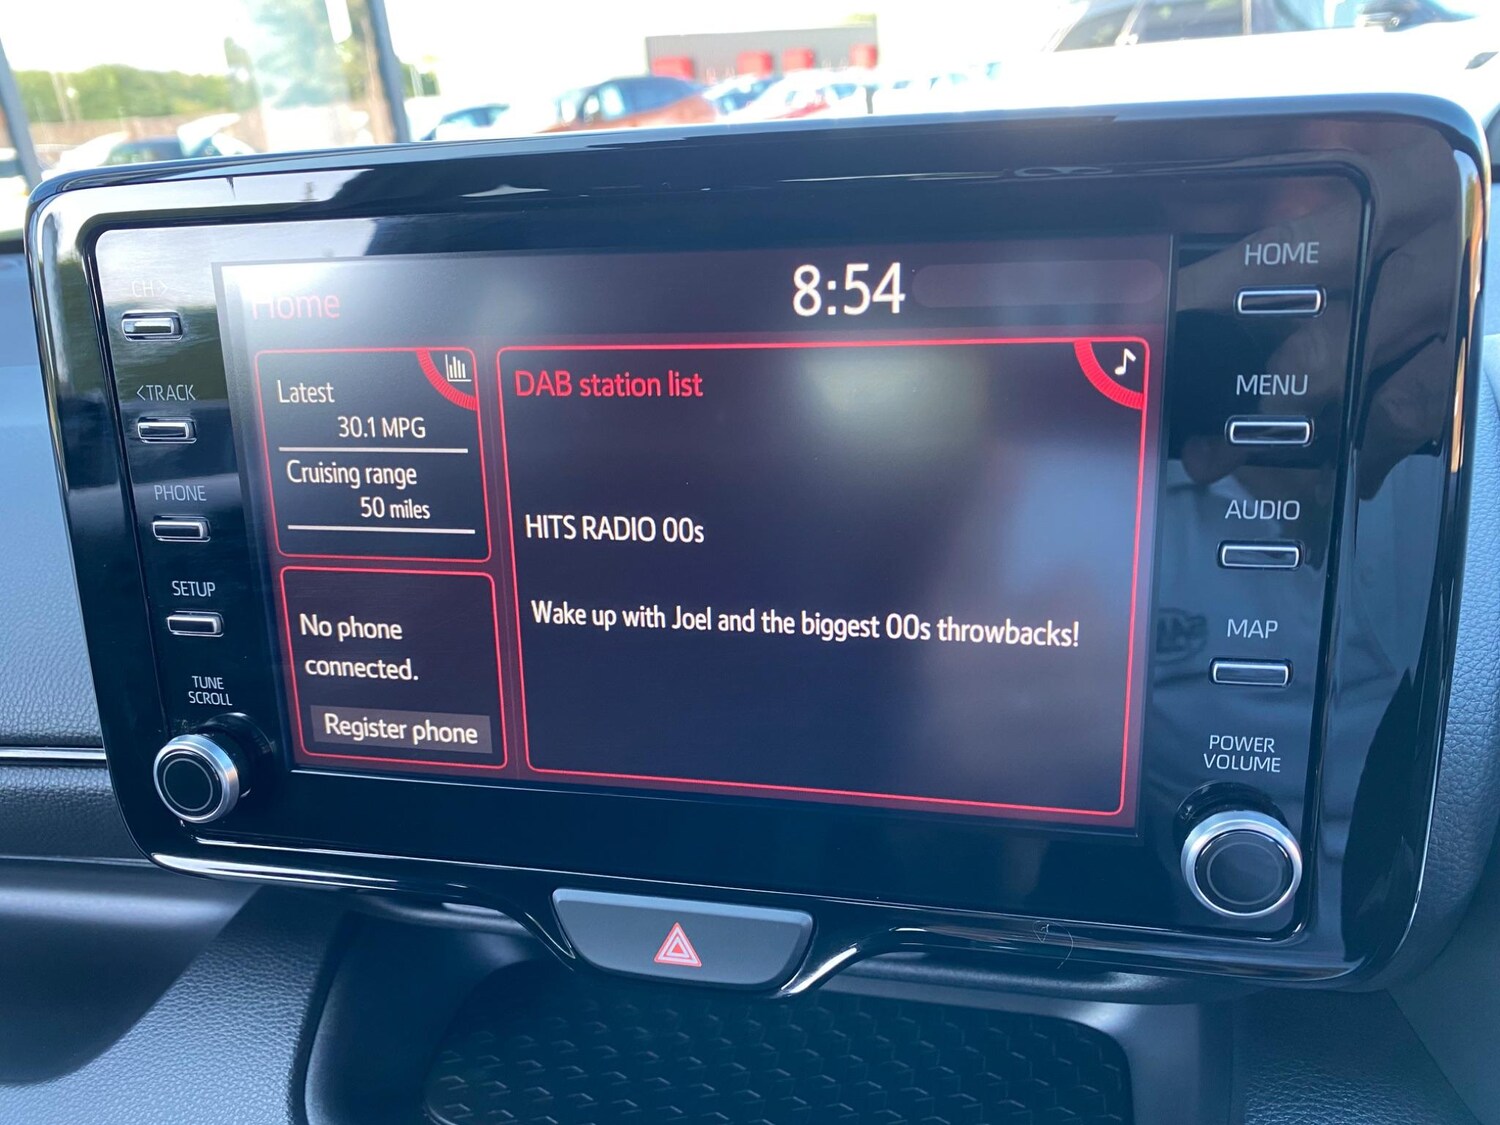 Home
8:54
Latest
30.1 MPG
Cruising range
50 miles
No phone
connected.
Register phone
DAB station list
HITS RADIO 00s
Wake up with Joel and the biggest 00s throwbacks!
CH>
<TRACK
PHONE
SETUP
TUNE
SCROLL
HOME
MENU
AUDIO
MAP
POWER
VOLUME